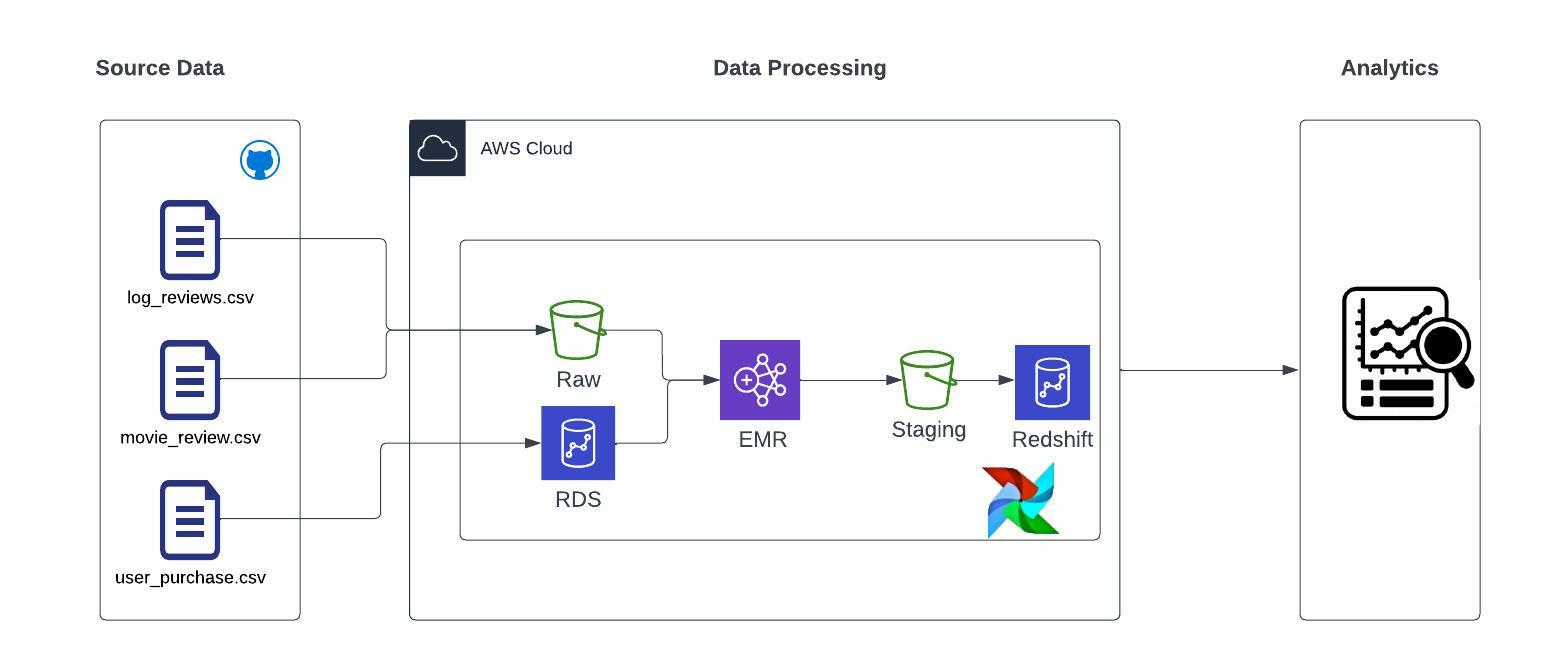 Source Data
Data Processing
Analytics
AWS Cloud
log_reviews.csv
movie_review.csv
user_purchase.csv
Raw
RDS
EMR
Staging
Redshift